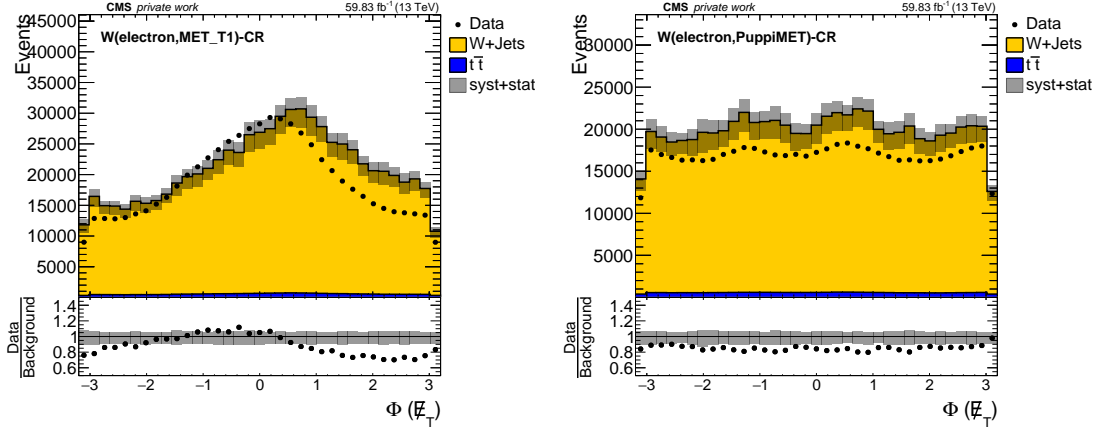 CMS private work 59.83 fb⁻¹ (13 TeV)
Events
45000
40000
35000
30000
25000
20000
15000
10000
5000
W(electron,MET_T1)-CR
Data
W+Jets
tt̅
syst+stat
Data
Background
1.4
1.2
1
0.8
0.6
−3 −2 −1 0 1 2 3
Φ (E̸_T)
CMS private work 59.83 fb⁻¹ (13 TeV)
Events
30000
25000
20000
15000
10000
5000
W(electron,PuppiMET)-CR
Data
W+Jets
tt̅
syst+stat
Data
Background
1.4
1.2
1
0.8
0.6
−3 −2 −1 0 1 2 3
Φ (E̸_T)